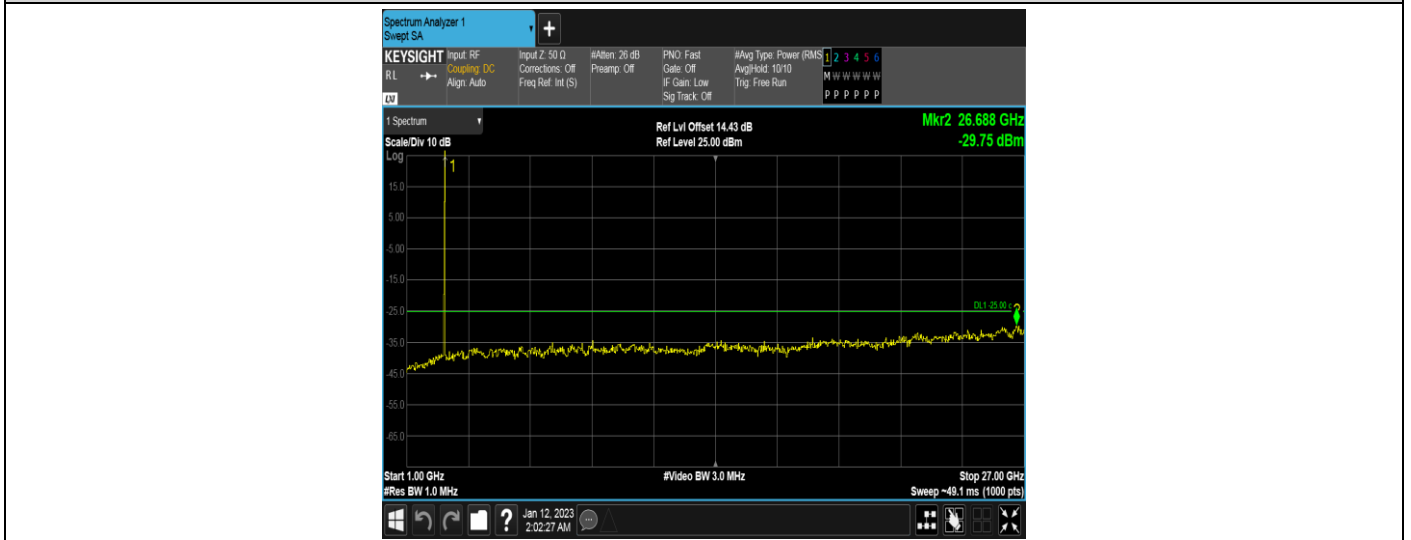 Spectrum Analyzer 1
Swept SA
+
KEYSIGHT
RL
LXI
Input: RF
Coupling: DC
Align: Auto
Input Z: 50 Ω
Corrections: Off
Freq Ref: Int (S)
#Atten: 26 dB
Preamp: Off
PNO: Fast
Gate: Off
IF Gain: Low
Sig Track: Off
#Avg Type: Power (RMS
Avg|Hold: 10/10
Trig: Free Run
1 2 3 4 5 6
M W W W W W
P P P P P P
1 Spectrum
Scale/Div 10 dB
Log
Ref Lvl Offset 14.43 dB
Ref Level 25.00 dBm
Mkr2 26.688 GHz
-29.75 dBm
1
15.0
5.00
-5.00
-15.0
-25.0
DL1 -25.00
2
-35.0
-45.0
-55.0
-65.0
Start 1.00 GHz
#Res BW 1.0 MHz
#Video BW 3.0 MHz
Stop 27.00 GHz
Sweep ~49.1 ms (1000 pts)
?
Jan 12, 2023
2:02:27 AM